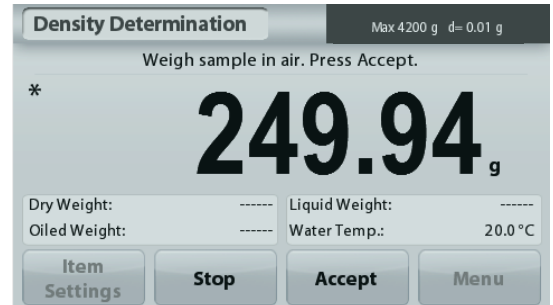 Density Determination
Max 4200 g d= 0.01 g
Weigh sample in air. Press Accept.
*
249.94 g
Dry Weight: ------ Liquid Weight: ------
Oiled Weight: ------ Water Temp.: 20.0 °C
Item Settings Stop Accept Menu